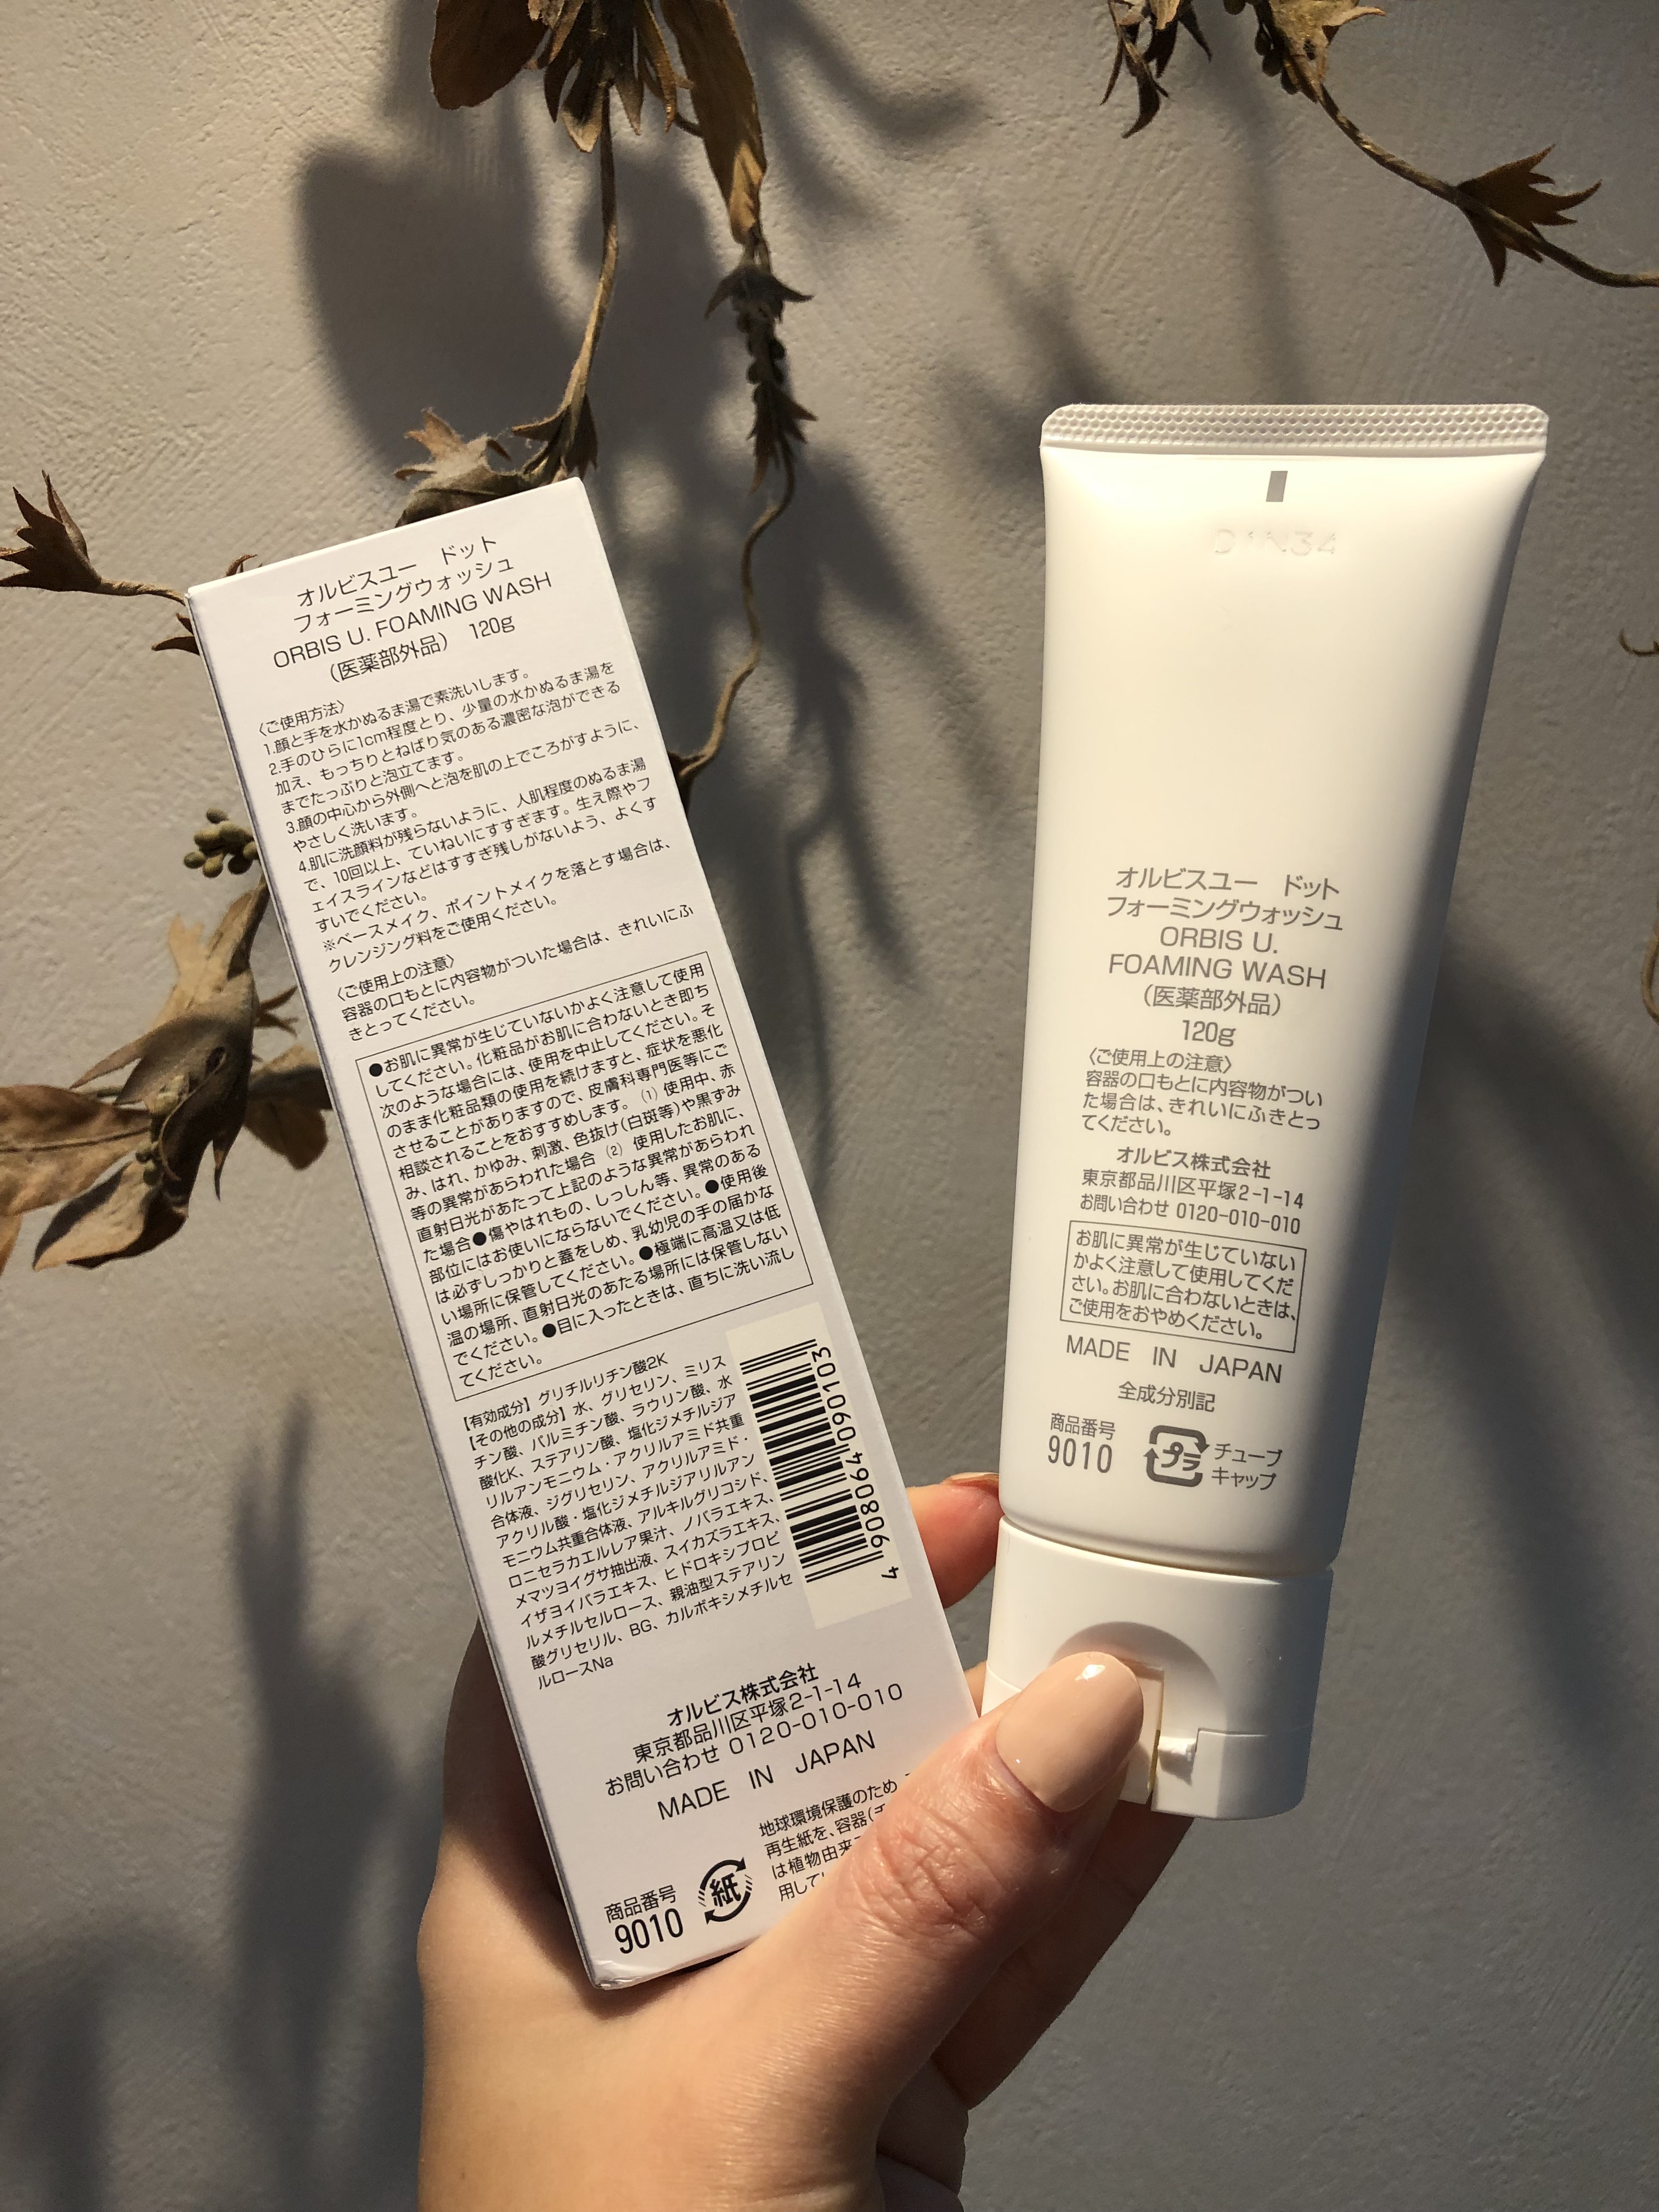 オルビスユー　ドット
フォーミングウォッシュ
ORBIS U. FOAMING WASH
(医薬部外品)　120g
〈ご使用方法〉
1.顔と手を水かぬるま湯で素洗いします。
2.手のひらに1cm程度とり、少量の水かぬるま湯を
加え、もっちりとねばり気のある濃密な泡ができる
までたっぷりと泡立てます。
3.顔の中心から外側へと泡を肌の上でころがすように、
やさしく洗います。
4.肌に洗顔料が残らないように、人肌程度のぬるま湯
で、10回以上、ていねいにすすぎます。生え際やフ
ェイスラインなどはすすぎ残しがないよう、よくす
すいでください。
※ベースメイク、ポイントメイクを落とす場合は、
クレンジング料をご使用ください。
〈ご使用上の注意〉
容器の口もとに内容物がついた場合は、きれいにふ
きとってください。
●お肌に異常が生じていないかよく注意して使用
してください。化粧品がお肌に合わないとき即ち
次のような場合には、使用を中止してください。そ
のまま化粧品類の使用を続けますと、症状を悪化
させることがありますので、皮膚科専門医等にご
相談されることをおすすめします。(1) 使用中、赤
み、はれ、かゆみ、刺激、色抜け(白斑等)や黒ずみ
等の異常があらわれた場合 (2) 使用したお肌に、
直射日光があたって上記のような異常があらわれ
た場合●傷やはれもの、しっしん等、異常のある
部位にはお使いにならないでください。●使用後
は必ずしっかりと蓋をしめ、乳幼児の手の届かな
い場所に保管してください。●極端に高温又は低
温の場所、直射日光のあたる場所には保管しない
でください。●目に入ったときは、直ちに洗い流し
てください。
【有効成分】グリチルリチン酸2K
【その他の成分】水、グリセリン、ミリス
チン酸、パルミチン酸、ラウリン酸、水
酸化K、ステアリン酸、塩化ジメチルジア
リルアンモニウム・アクリルアミド共重
合体液、ジグリセリン、アクリルアミド・
アクリル酸・塩化ジメチルジアリルアン
モニウム共重合体液、アルキルグリコシド、
ロニセラカエルレア果汁、ノバラエキス、
メマツヨイグサ抽出液、スイカズラエキス、
イザヨイバラエキス、ヒドロキシプロピ
ルメチルセルロース、親油型ステアリン
酸グリセリル、BG、カルボキシメチルセ
ルロースNa
4 908064 090103
オルビス株式会社
東京都品川区平塚2-1-14
お問い合わせ 0120-010-010
MADE IN JAPAN
商品番号
9010
紙
地球環境保護のため
再生紙を、容器(チ
は植物由来
用して
D1N34
オルビスユー　ドット
フォーミングウォッシュ
ORBIS U.
FOAMING WASH
(医薬部外品)
120g
〈ご使用上の注意〉
容器の口もとに内容物がつい
た場合は、きれいにふきとっ
てください。
オルビス株式会社
東京都品川区平塚2-1-14
お問い合わせ 0120-010-010
お肌に異常が生じていない
かよく注意して使用してくだ
さい。お肌に合わないときは、
ご使用をおやめください。
MADE IN JAPAN
全成分別記
商品番号
9010
プラ
チューブ
キャップ